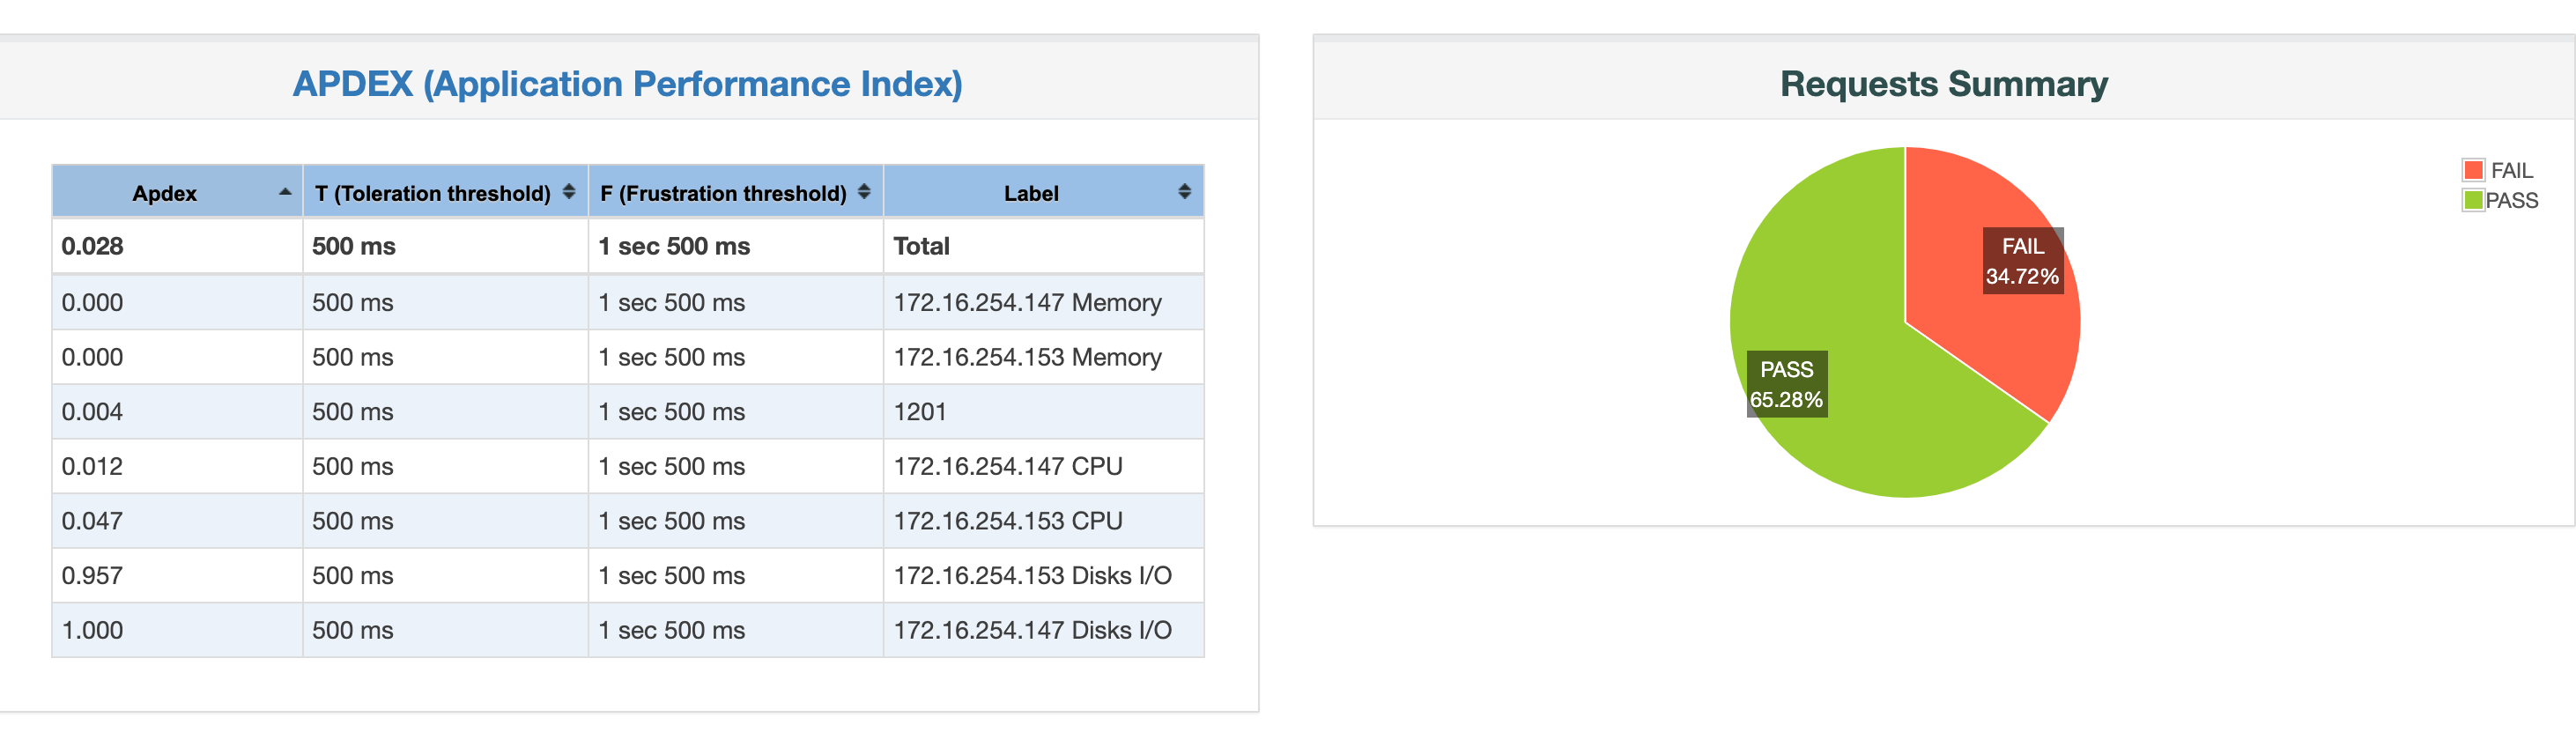 APDEX (Application Performance Index)
Apdex T (Toleration threshold) F (Frustration threshold) Label
0.028 500 ms 1 sec 500 ms Total
0.000 500 ms 1 sec 500 ms 172.16.254.147 Memory
0.000 500 ms 1 sec 500 ms 172.16.254.153 Memory
0.004 500 ms 1 sec 500 ms 1201
0.012 500 ms 1 sec 500 ms 172.16.254.147 CPU
0.047 500 ms 1 sec 500 ms 172.16.254.153 CPU
0.957 500 ms 1 sec 500 ms 172.16.254.153 Disks I/O
1.000 500 ms 1 sec 500 ms 172.16.254.147 Disks I/O
Requests Summary
FAIL
PASS
FAIL
34.72%
PASS
65.28%